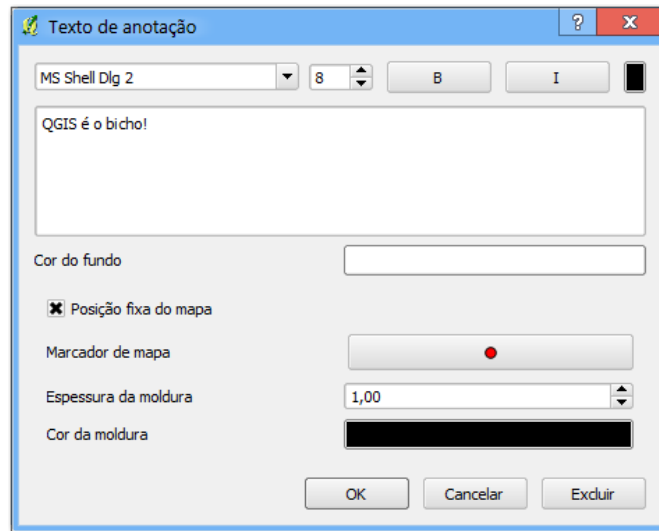 Texto de anotação ? x
MS Shell Dlg 2 8 B I
QGIS é o bicho!
Cor do fundo
Posição fixa do mapa
Marcador de mapa
Espessura da moldura 1,00
Cor da moldura
OK Cancelar Excluir